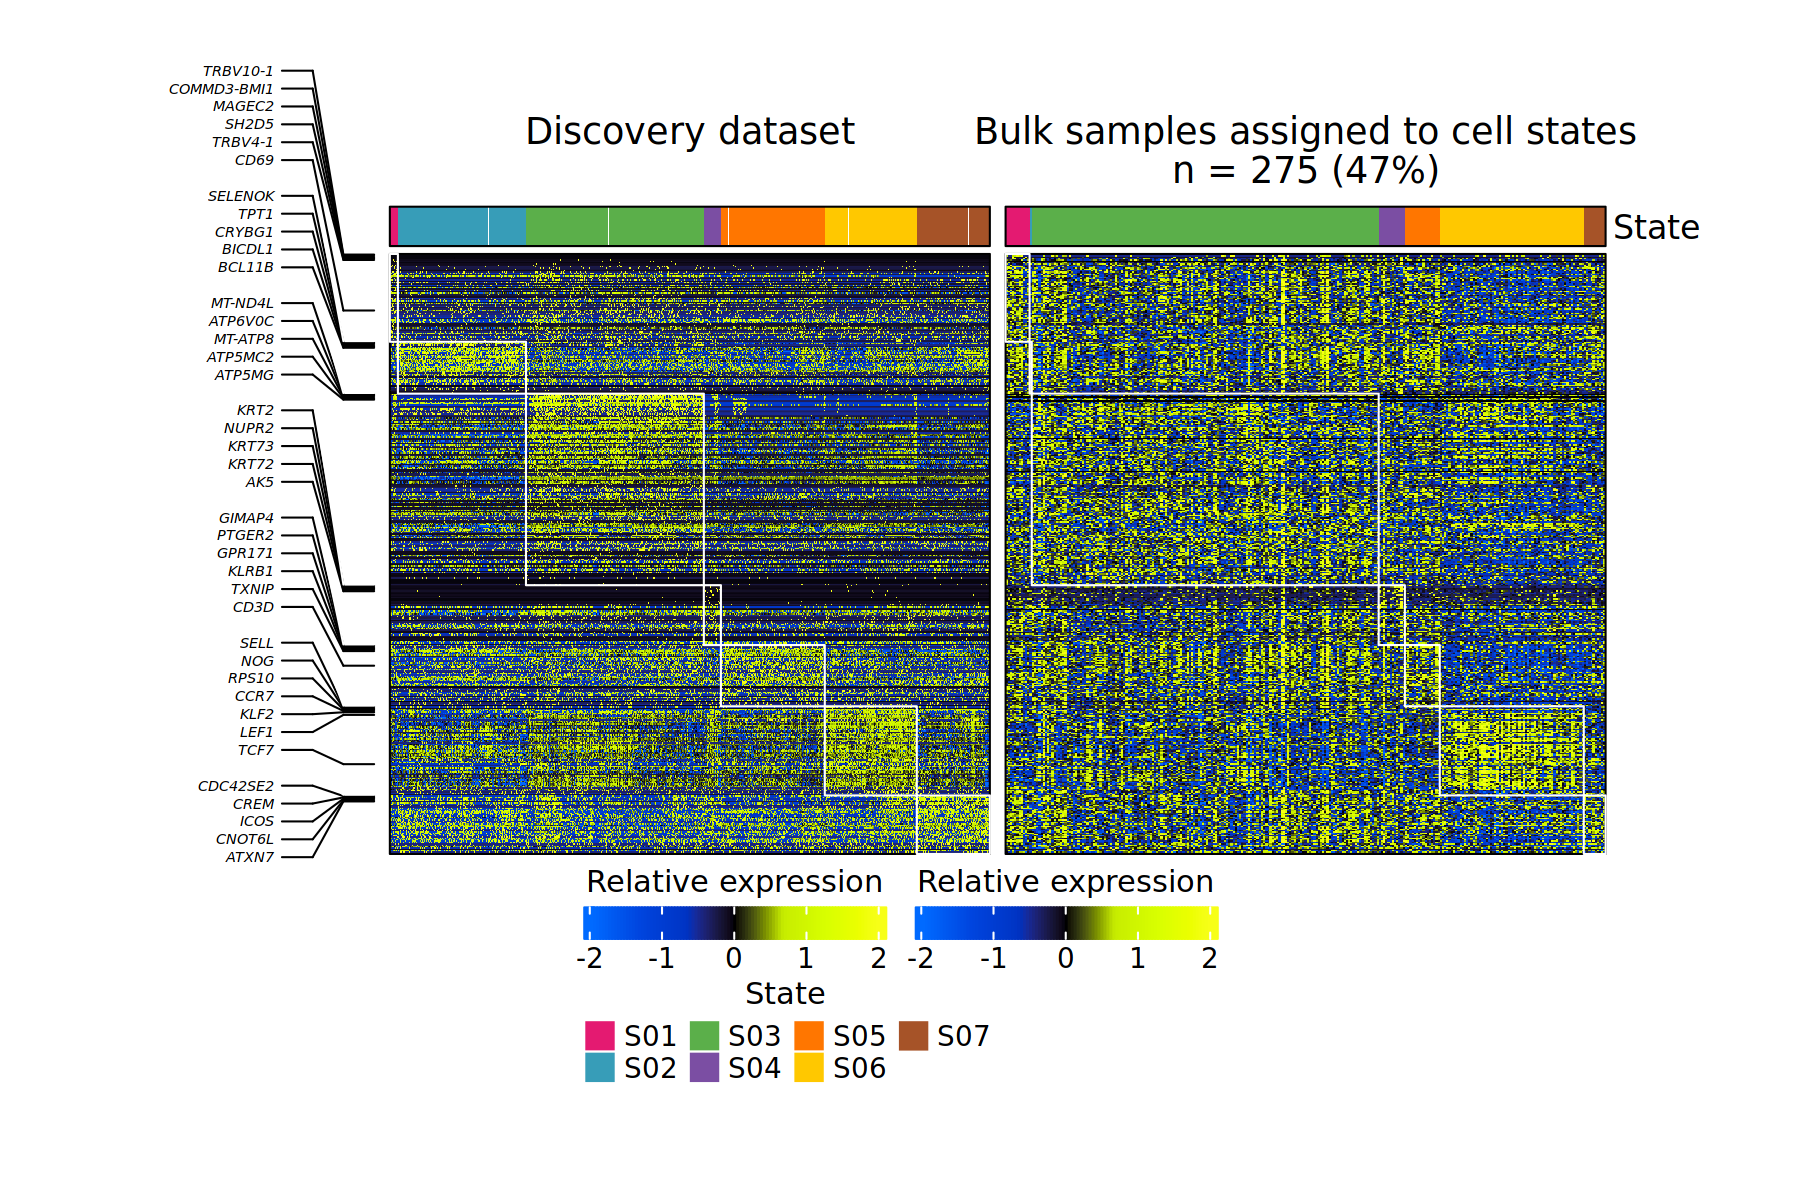 TRBV10-1
COMMD3-BMI1
MAGEC2
SH2D5
TRBV4-1
CD69
SELENOK
TPT1
CRYBG1
BICDL1
BCL11B
MT-ND4L
ATP6V0C
MT-ATP8
ATP5MC2
ATP5MG
KRT2
NUPR2
KRT73
KRT72
AK5
GIMAP4
PTGER2
GPR171
KLRB1
TXNIP
CD3D
SELL
NOG
RPS10
CCR7
KLF2
LEF1
TCF7
CDC42SE2
CREM
ICOS
CNOT6L
ATXN7
Discovery dataset
Bulk samples assigned to cell states
n = 275 (47%)
State
Relative expression
-2 -1 0 1 2
Relative expression
-2 -1 0 1 2
State
S01 S03 S05 S07
S02 S04 S06